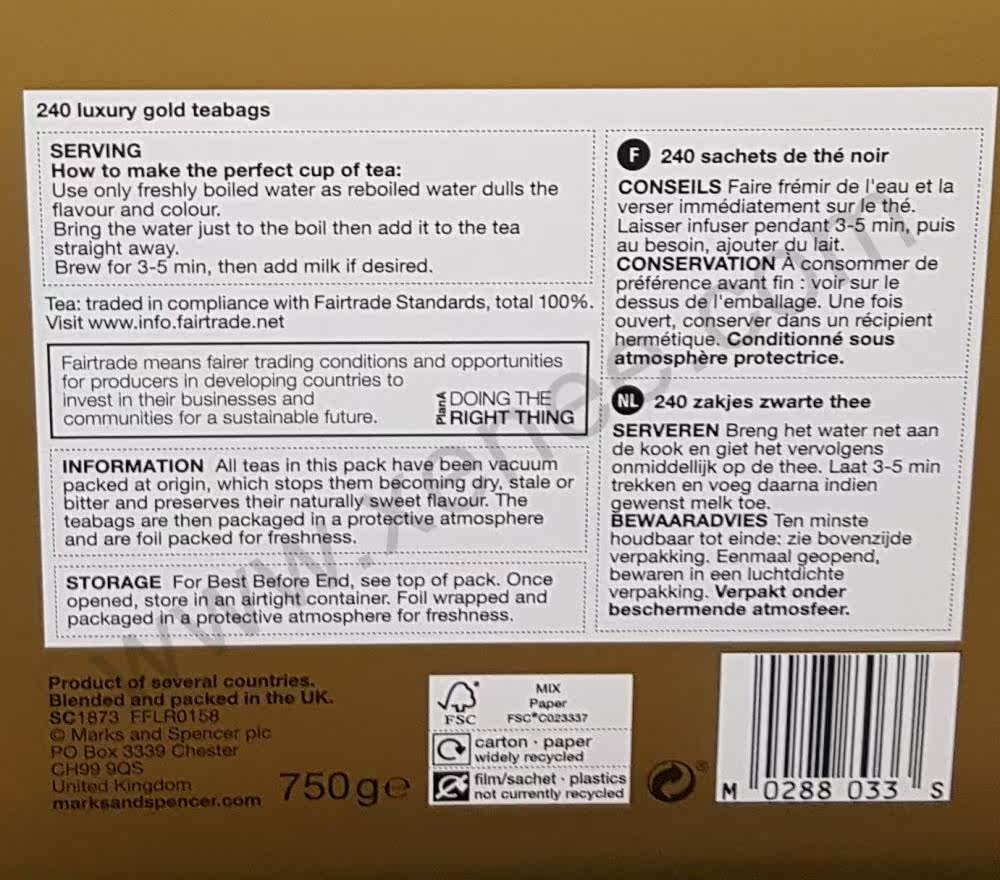 240 luxury gold teabags
SERVING
How to make the perfect cup of tea:
Use only freshly boiled water as reboiled water dulls the
flavour and colour.
Bring the water just to the boil then add it to the tea
straight away.
Brew for 3-5 min, then add milk if desired.
Tea: traded in compliance with Fairtrade Standards, total 100%.
Visit www.info.fairtrade.net
Fairtrade means fairer trading conditions and opportunities
for producers in developing countries to
invest in their businesses and
communities for a sustainable future.
PlanA
DOING THE
RIGHT THING
INFORMATION All teas in this pack have been vacuum
packed at origin, which stops them becoming dry, stale or
bitter and preserves their naturally sweet flavour. The
teabags are then packaged in a protective atmosphere
and are foil packed for freshness.
STORAGE For Best Before End, see top of pack. Once
opened, store in an airtight container. Foil wrapped and
packaged in a protective atmosphere for freshness.
F 240 sachets de thé noir
CONSEILS Faire frémir de l'eau et la
verser immédiatement sur le thé.
Laisser infuser pendant 3-5 min, puis
au besoin, ajouter du lait.
CONSERVATION À consommer de
préférence avant fin : voir sur le
dessus de l'emballage. Une fois
ouvert, conserver dans un récipient
hermétique. Conditionné sous
atmosphère protectrice.
NL 240 zakjes zwarte thee
SERVEREN Breng het water net aan
de kook en giet het vervolgens
onmiddellijk op de thee. Laat 3-5 min
trekken en voeg daarna indien
gewenst melk toe.
BEWAARADVIES Ten minste
houdbaar tot einde: zie bovenzijde
verpakking. Eenmaal geopend,
bewaren in een luchtdichte
verpakking. Verpakt onder
beschermende atmosfeer.
Product of several countries.
Blended and packed in the UK.
SC1873 FFLR0158
© Marks and Spencer plc
PO Box 3339 Chester
CH99 9QS
United Kingdom
marksandspencer.com
750g℮
FSC
MIX
Paper
FSC® C023337
carton · paper
widely recycled
film/sachet · plastics
not currently recycled
®
M 0288 033 S